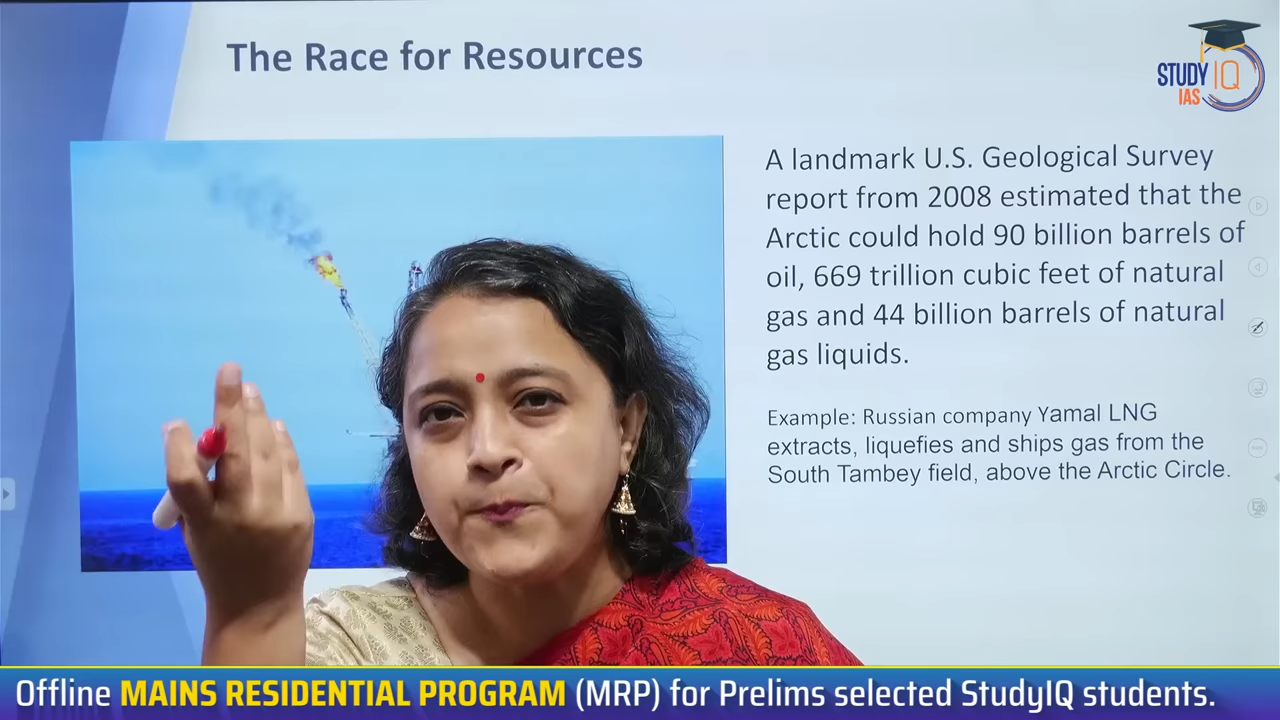 The Race for Resources
STUDY IQ
IAS
A landmark U.S. Geological Survey
report from 2008 estimated that the
Arctic could hold 90 billion barrels of
oil, 669 trillion cubic feet of natural
gas and 44 billion barrels of natural
gas liquids.
Example: Russian company Yamal LNG
extracts, liquefies and ships gas from the
South Tambey field, above the Arctic Circle.
Offline MAINS RESIDENTIAL PROGRAM (MRP) for Prelims selected StudyIQ students.